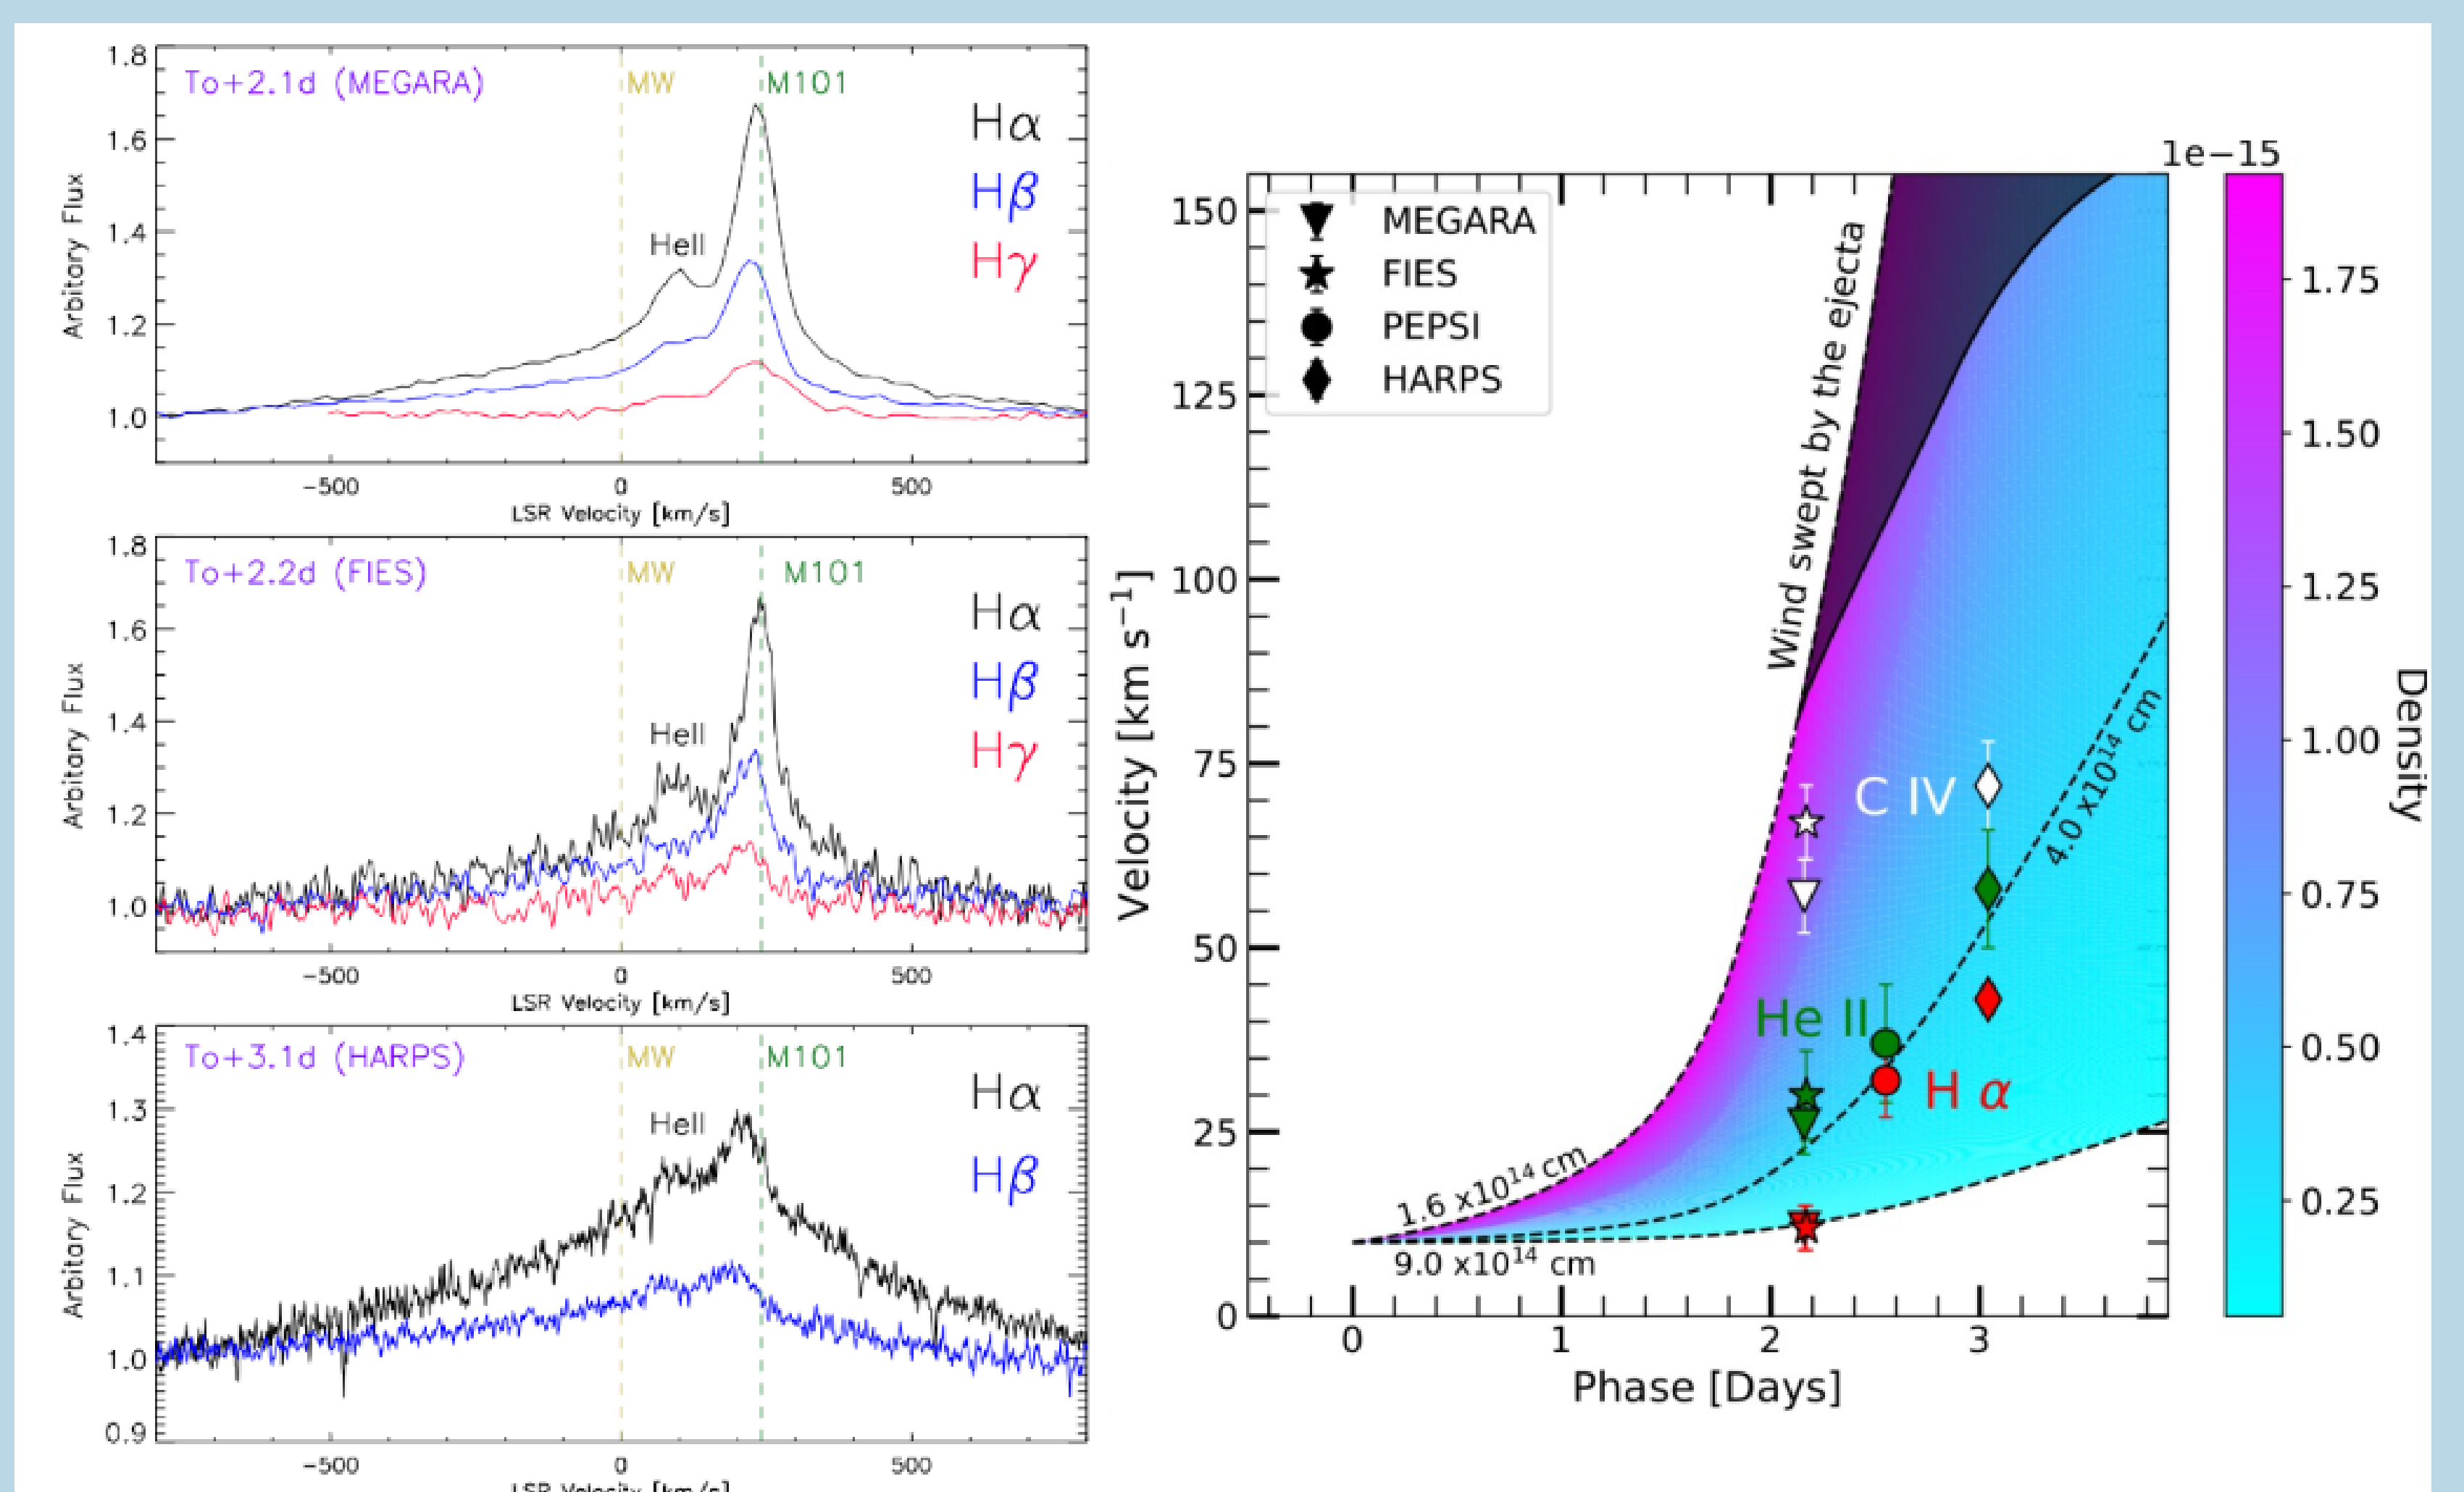 To+2.1d (MEGARA)
MW
M101
Hα
Hβ
Hγ
HeII
1.8
1.6
1.4
1.2
1.0
Arbitary Flux
-500
0
500
LSR Velocity [km/s]
To+2.2d (FIES)
MW
M101
Hα
Hβ
Hγ
HeII
1.8
1.6
1.4
1.2
1.0
Arbitary Flux
-500
0
500
LSR Velocity [km/s]
To+3.1d (HARPS)
MW
M101
Hα
Hβ
HeII
1.4
1.3
1.2
1.1
1.0
0.9
Arbitary Flux
-500
0
500
LSR Velocity [km/s]
MEGARA
FIES
PEPSI
HARPS
Wind swept by the ejecta
C IV
He II
H α
1.6 x10¹⁴ cm
4.0 x10¹⁴ cm
9.0 x10¹⁴ cm
150
125
100
75
50
25
0
Velocity [km s⁻¹]
0
1
2
3
Phase [Days]
1e−15
1.75
1.50
1.25
1.00
0.75
0.50
0.25
Density